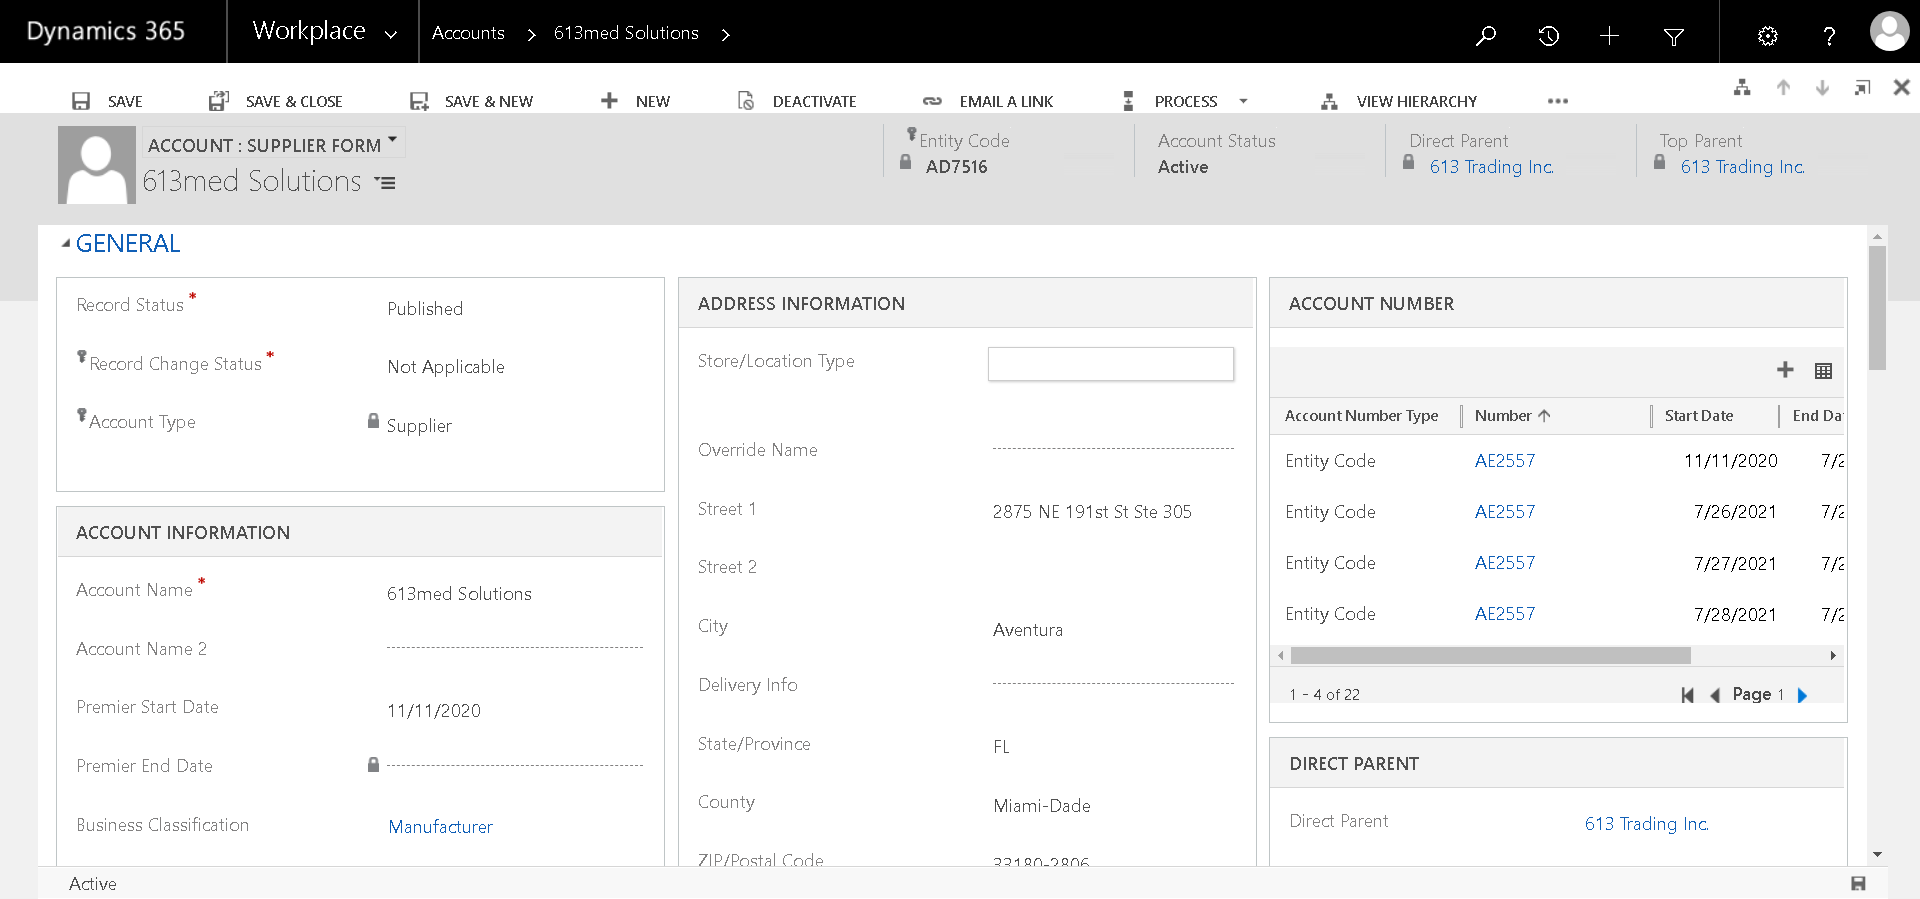 Dynamics 365 Workplace Accounts 613med Solutions ?
SAVE SAVE & CLOSE SAVE & NEW NEW DEACTIVATE EMAIL A LINK PROCESS VIEW HIERARCHY
ACCOUNT : SUPPLIER FORM
613med Solutions
Entity Code
AD7516
Account Status
Active
Direct Parent
613 Trading Inc.
Top Parent
613 Trading Inc.
GENERAL
Record Status * Published
Record Change Status * Not Applicable
Account Type Supplier
ACCOUNT INFORMATION
Account Name * 613med Solutions
Account Name 2
Premier Start Date 11/11/2020
Premier End Date
Business Classification Manufacturer
ADDRESS INFORMATION
Store/Location Type
Override Name
Street 1 2875 NE 191st St Ste 305
Street 2
City Aventura
Delivery Info
State/Province FL
County Miami-Dade
ZIP/Postal Code 33180-2806
ACCOUNT NUMBER
Account Number Type Number Start Date End Da
Entity Code AE2557 11/11/2020 7/2
Entity Code AE2557 7/26/2021 7/2
Entity Code AE2557 7/27/2021 7/2
Entity Code AE2557 7/28/2021 7/2
1 - 4 of 22 Page 1
DIRECT PARENT
Direct Parent 613 Trading Inc.
Active